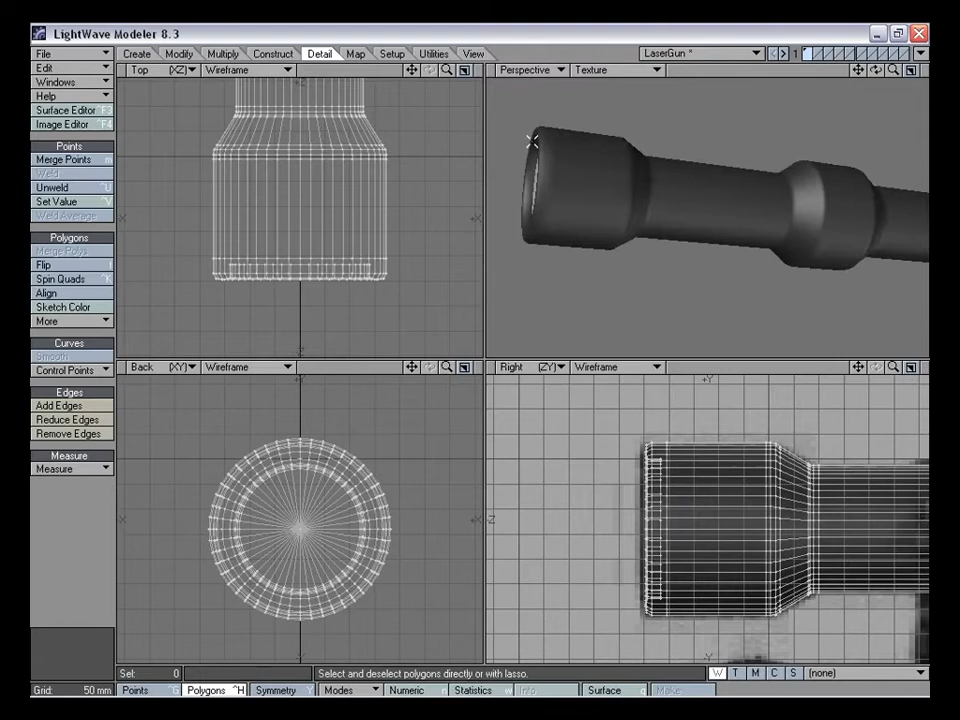 LightWave Modeler 8.3
File
Create Modify Multiply Construct Detail Map Setup Utilities View
LaserGun *
1
Edit
Windows
Help
Surface Editor F3
Image Editor ^F4
Top (XZ) Wireframe
Perspective Texture
Points
Merge Points m
Weld
Unweld ^U
Set Value ^V
Weld Average
Polygons
Merge Polys
Flip f
Spin Quads ^K
Align
Sketch Color
More
Curves
Smooth
Control Points
Edges
Add Edges
Reduce Edges
Remove Edges
Measure
Measure
Back (XY) Wireframe
Right (ZY) Wireframe
Sel: 0
Select and deselect polygons directly or with lasso.
W T M C S (none)
Grid: 50 mm
Points ^G Polygons ^H Symmetry Y Modes Numeric n Statistics w Info Surface q Make